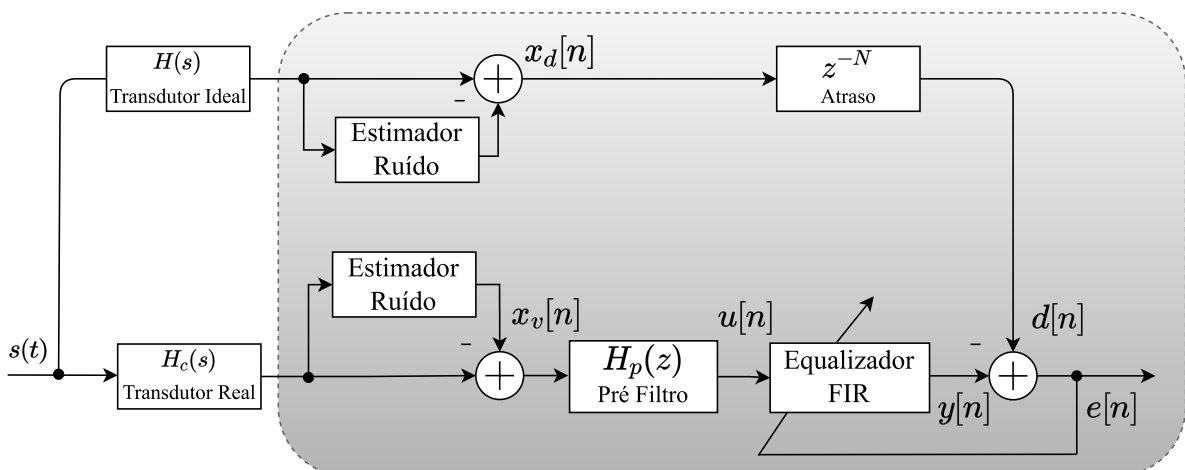 H(s)
Transdutor Ideal
x_d[n]
z^{-N}
Atraso
-
Estimador
Ruído
Estimador
Ruído
x_v[n]
u[n]
d[n]
s(t)
H_c(s)
Transdutor Real
-
H_p(z)
Pré Filtro
Equalizador
FIR
-
y[n]
e[n]